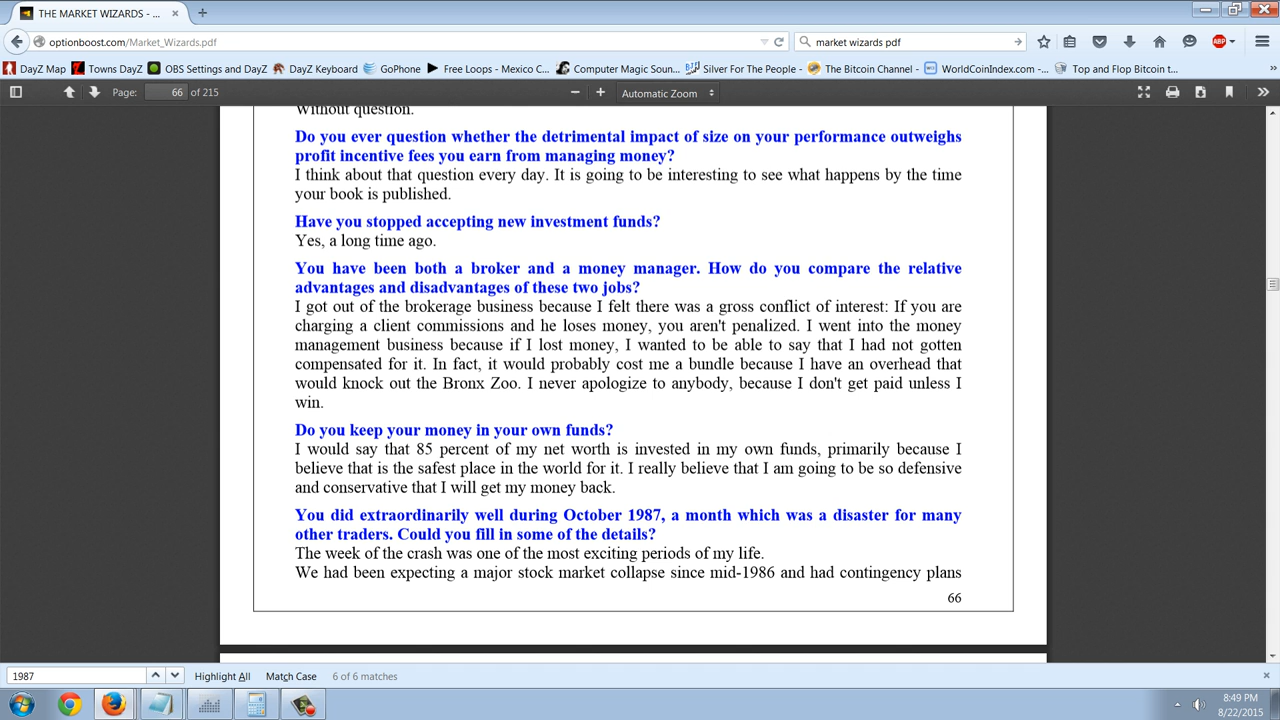 THE MARKET WIZARDS - ...
optionboost.com/Market_Wizards.pdf
market wizards pdf
ABP
DayZ Map
Towns DayZ
OBS Settings and DayZ
DayZ Keyboard
GoPhone
Free Loops - Mexico C...
Computer Magic Soun...
Silver For The People -
The Bitcoin Channel -
WorldCoinIndex.com -...
Top and Flop Bitcoin t...
Page: 66 of 215
Automatic Zoom
Without question.
Do you ever question whether the detrimental impact of size on your performance outweighs
profit incentive fees you earn from managing money?
I think about that question every day. It is going to be interesting to see what happens by the time
your book is published.
Have you stopped accepting new investment funds?
Yes, a long time ago.
You have been both a broker and a money manager. How do you compare the relative
advantages and disadvantages of these two jobs?
I got out of the brokerage business because I felt there was a gross conflict of interest: If you are
charging a client commissions and he loses money, you aren't penalized. I went into the money
management business because if I lost money, I wanted to be able to say that I had not gotten
compensated for it. In fact, it would probably cost me a bundle because I have an overhead that
would knock out the Bronx Zoo. I never apologize to anybody, because I don't get paid unless I
win.
Do you keep your money in your own funds?
I would say that 85 percent of my net worth is invested in my own funds, primarily because I
believe that is the safest place in the world for it. I really believe that I am going to be so defensive
and conservative that I will get my money back.
You did extraordinarily well during October 1987, a month which was a disaster for many
other traders. Could you fill in some of the details?
The week of the crash was one of the most exciting periods of my life.
We had been expecting a major stock market collapse since mid-1986 and had contingency plans
66
1987
Highlight All
Match Case
6 of 6 matches
8:49 PM
8/22/2015